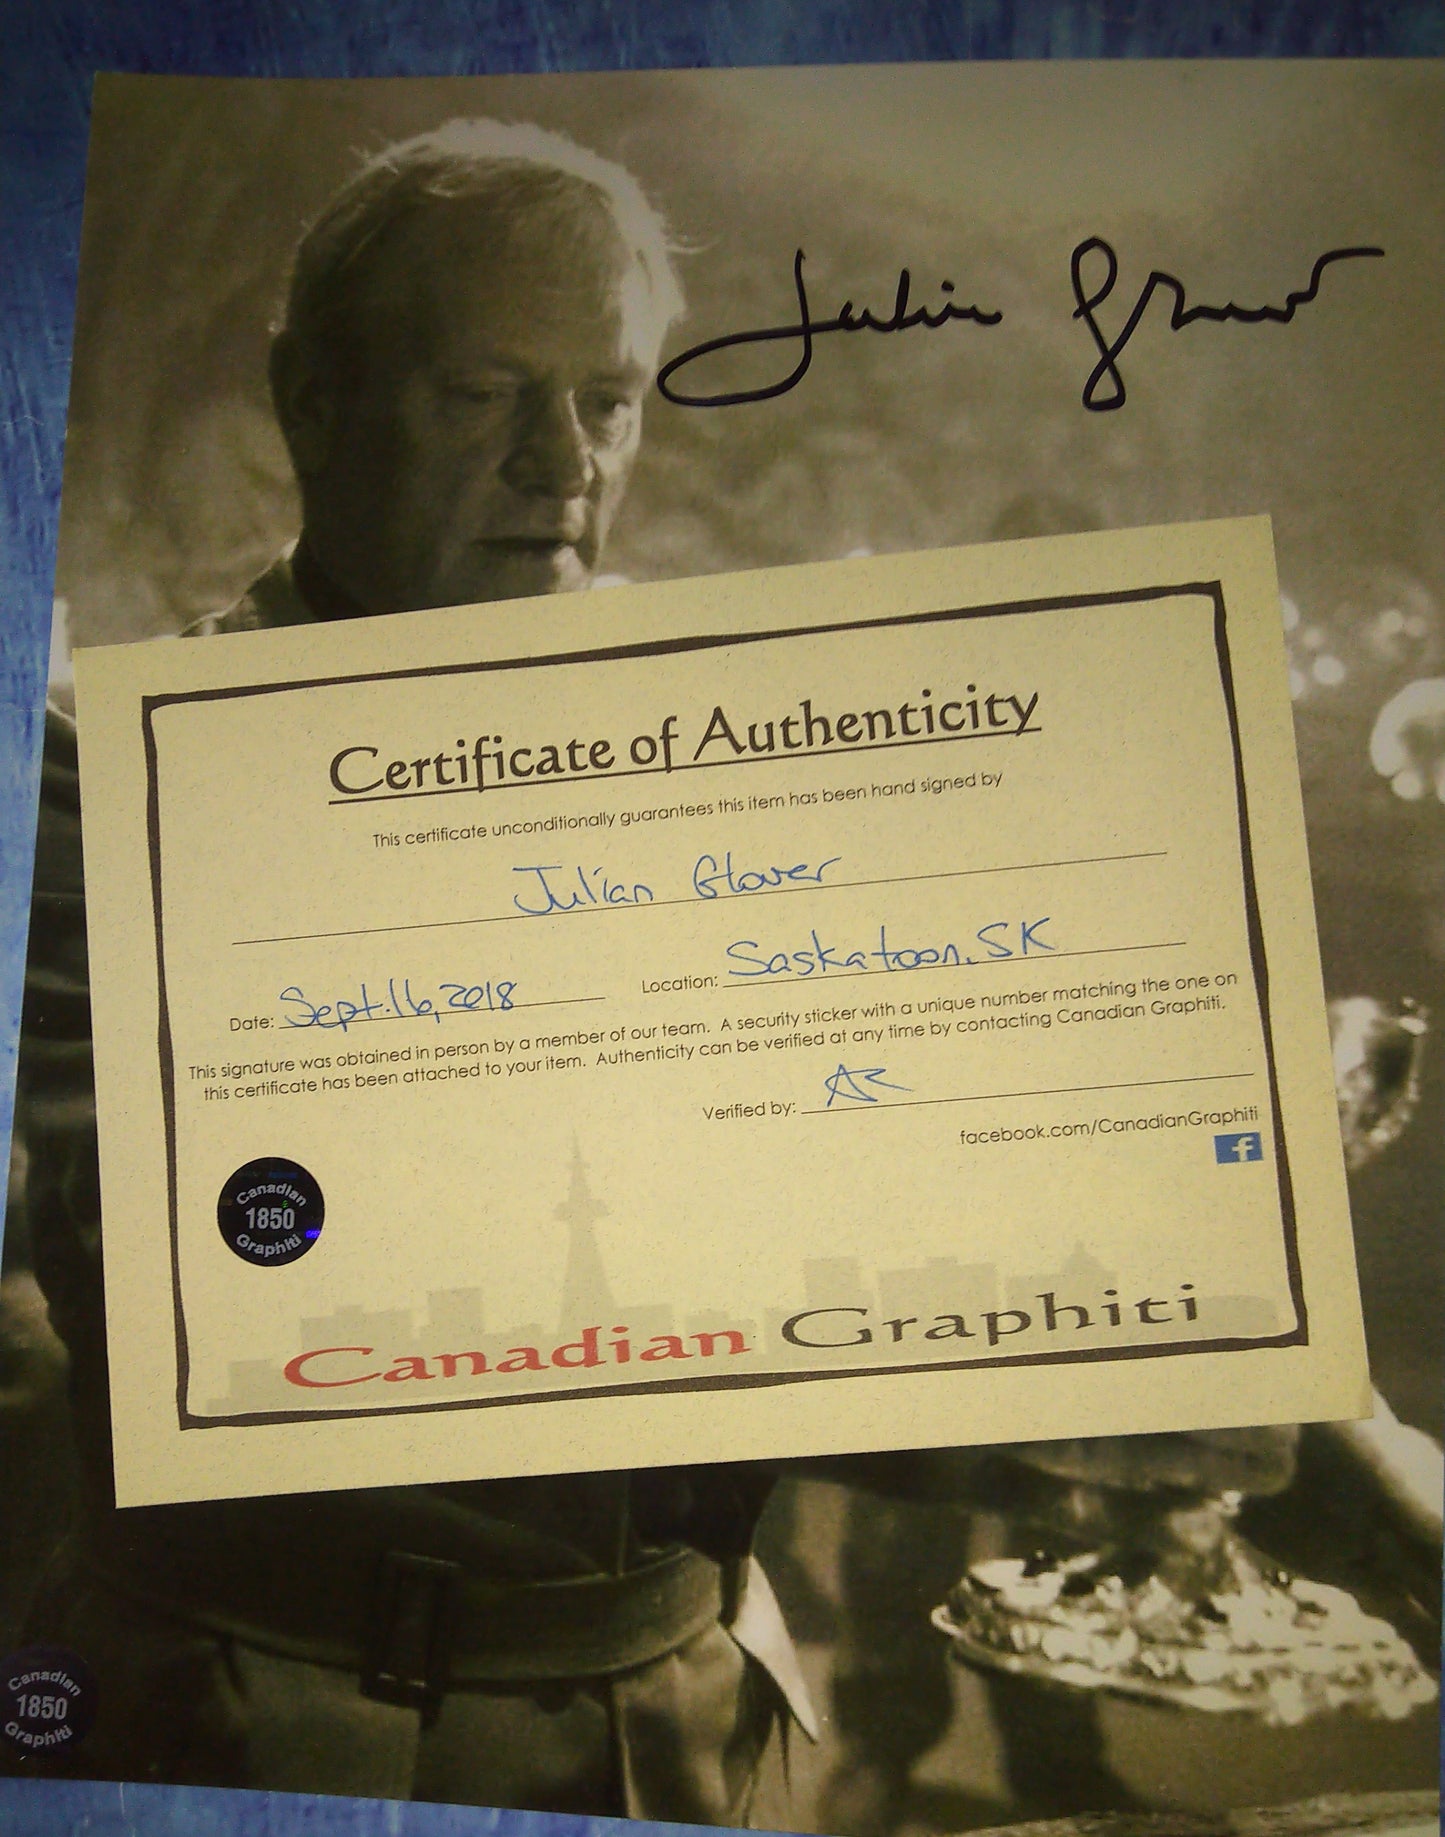 Julian Glover
Certificate of Authenticity
This certificate unconditionally guarantees this item has been hand signed by
Julian Glover
Date: Sept. 16, 2018 Location: Saskatoon, SK
This signature was obtained in person by a member of our team. A security sticker with a unique number matching the one on
this certificate has been attached to your item. Authenticity can be verified at any time by contacting Canadian Graphiti.
Verified by:
facebook.com/CanadianGraphiti
f
Canadian
1850
Graphiti
Canadian Graphiti
Canadian
1850
Graphiti